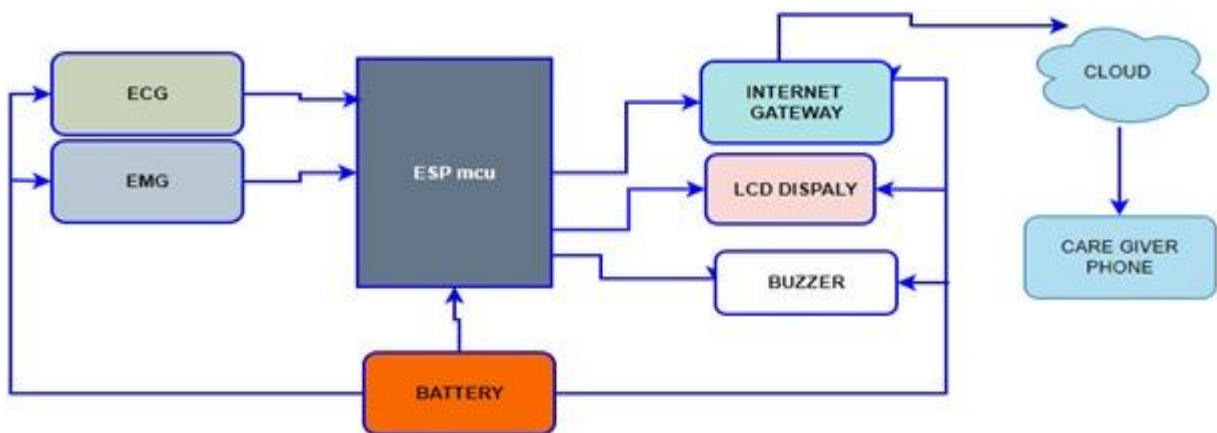 ECG
EMG
ESP mcu
INTERNET
GATEWAY
LCD DISPALY
BUZZER
BATTERY
CLOUD
CARE GIVER
PHONE